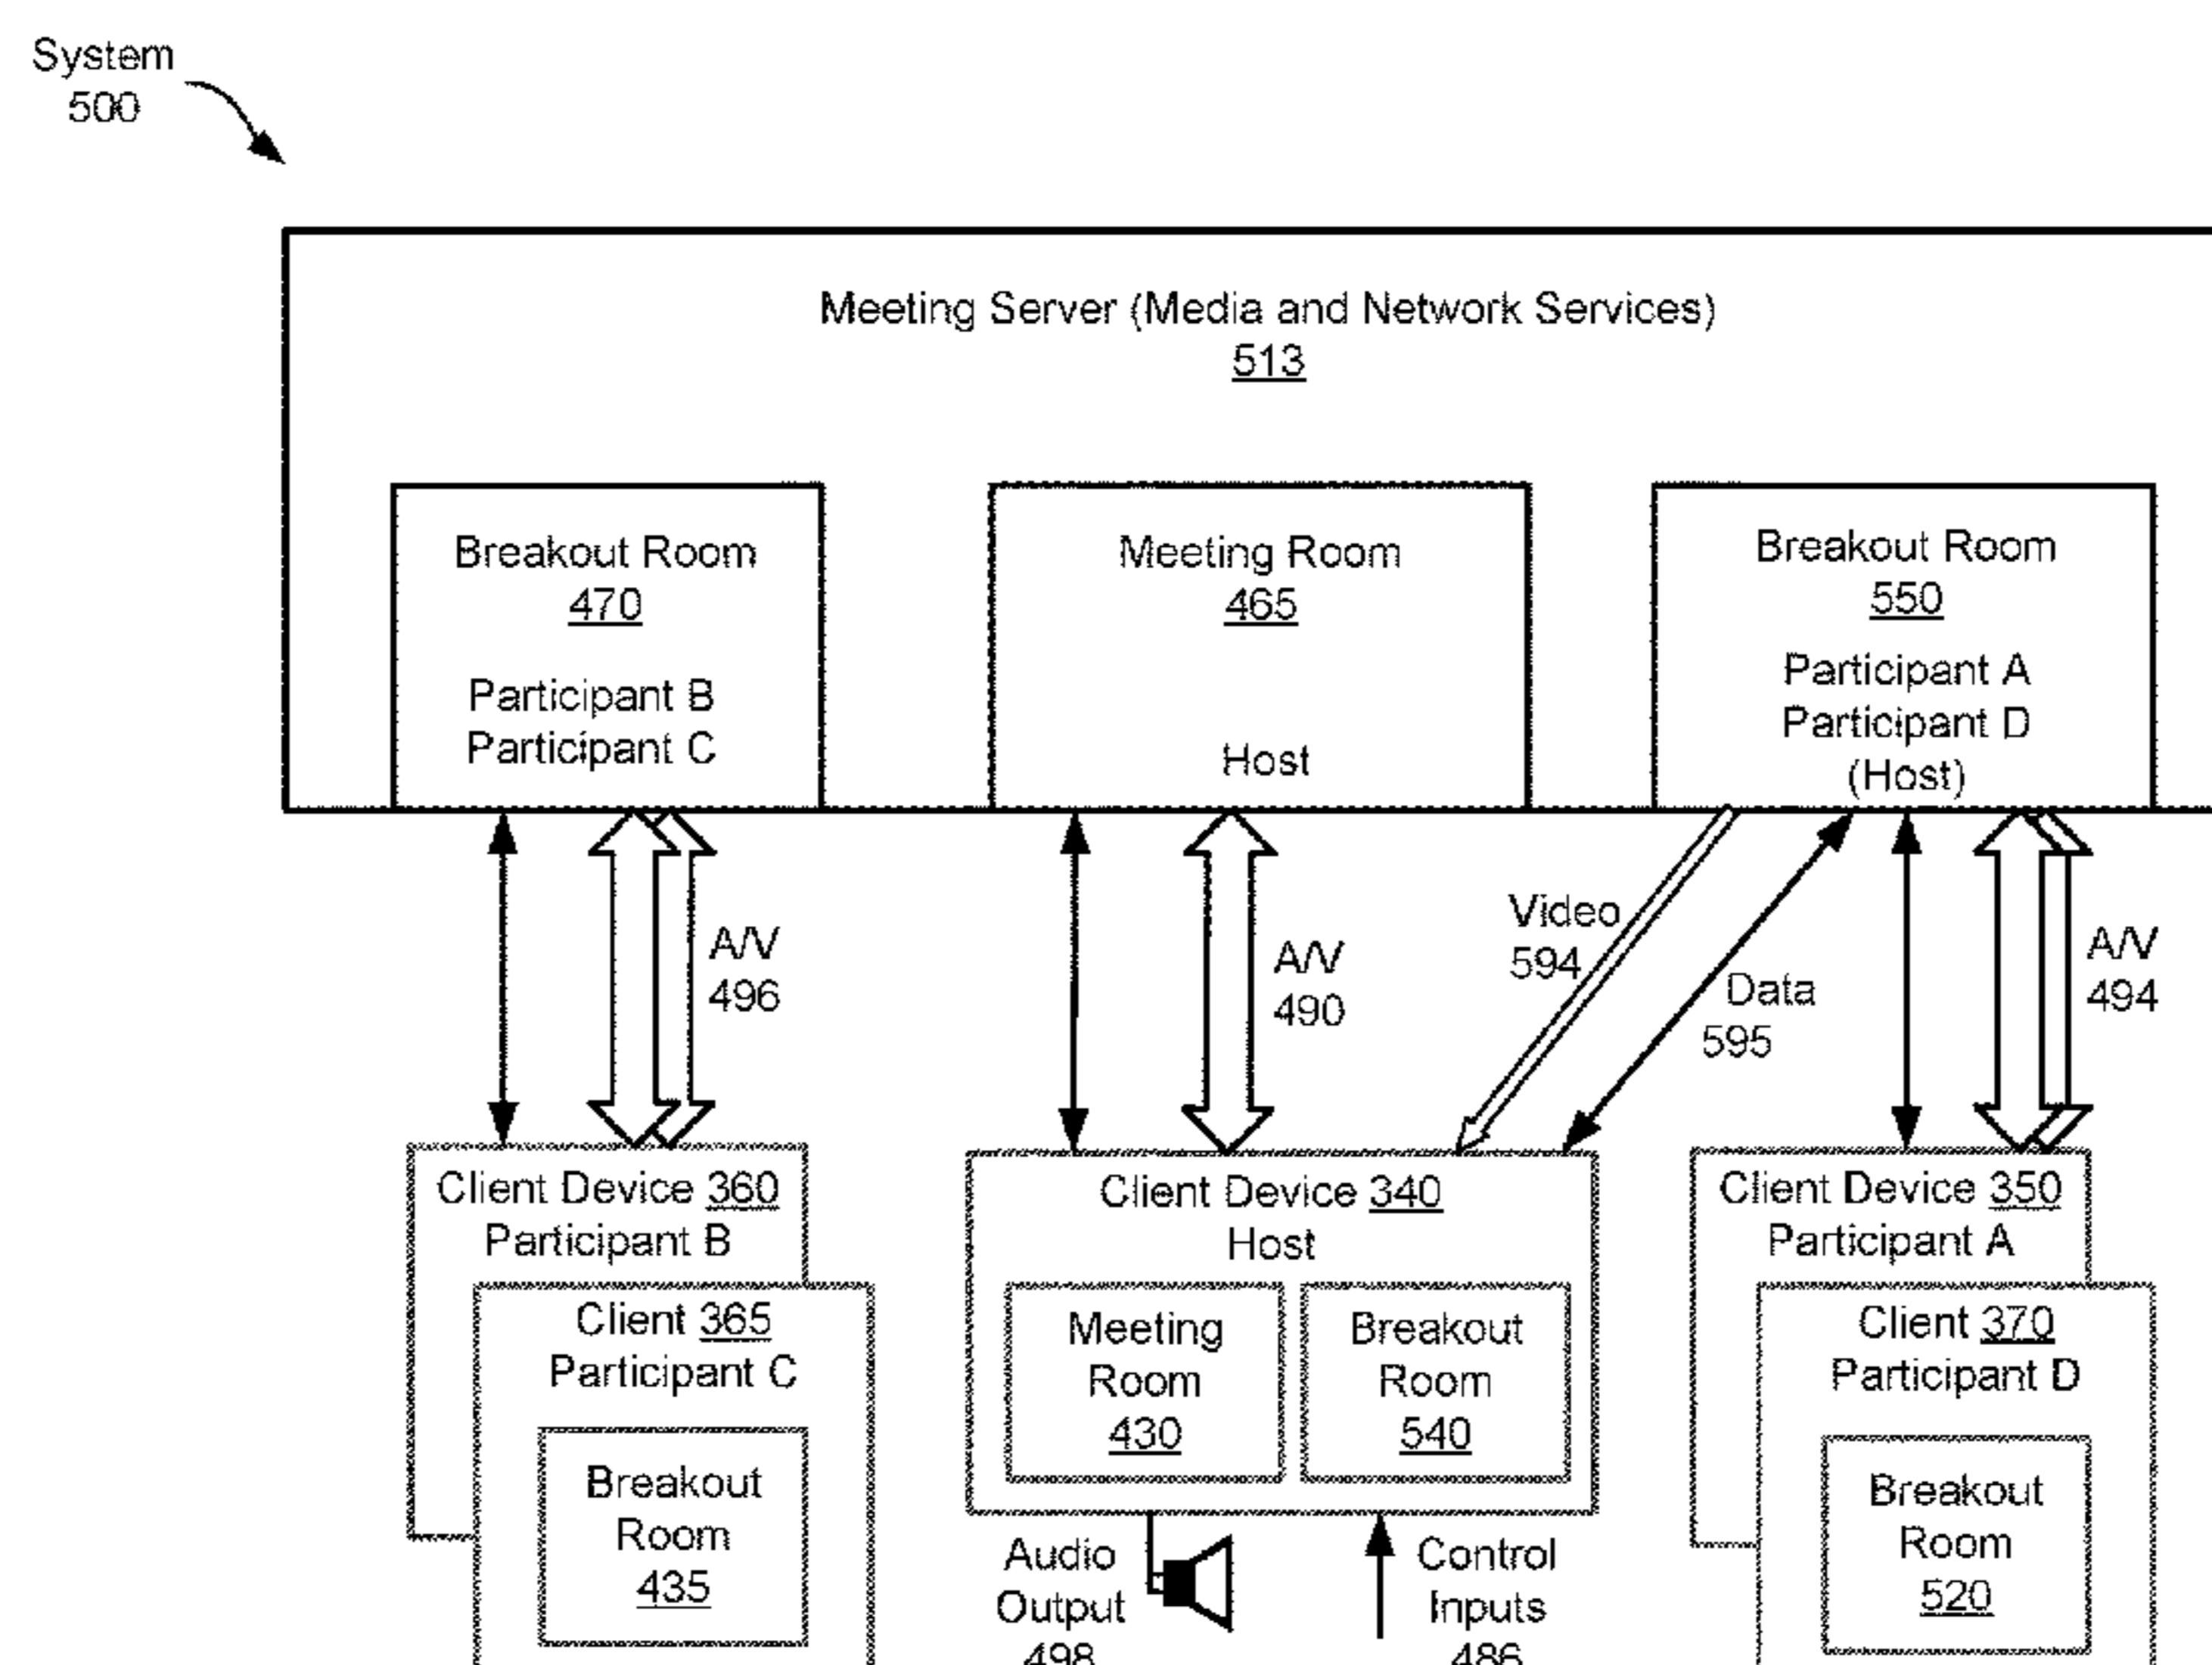 System
500
Meeting Server (Media and Network Services)
513
Breakout Room
470
Participant B
Participant C
Meeting Room
465
Host
Breakout Room
550
Participant A
Participant D
(Host)
A/V
496
A/V
490
Video
594
Data
595
A/V
494
Client Device 360
Participant B
Client 365
Participant C
Breakout
Room
435
Client Device 340
Host
Meeting
Room
430
Breakout
Room
540
Audio
Output
498
Control
Inputs
486
Client Device 350
Participant A
Client 370
Participant D
Breakout
Room
520